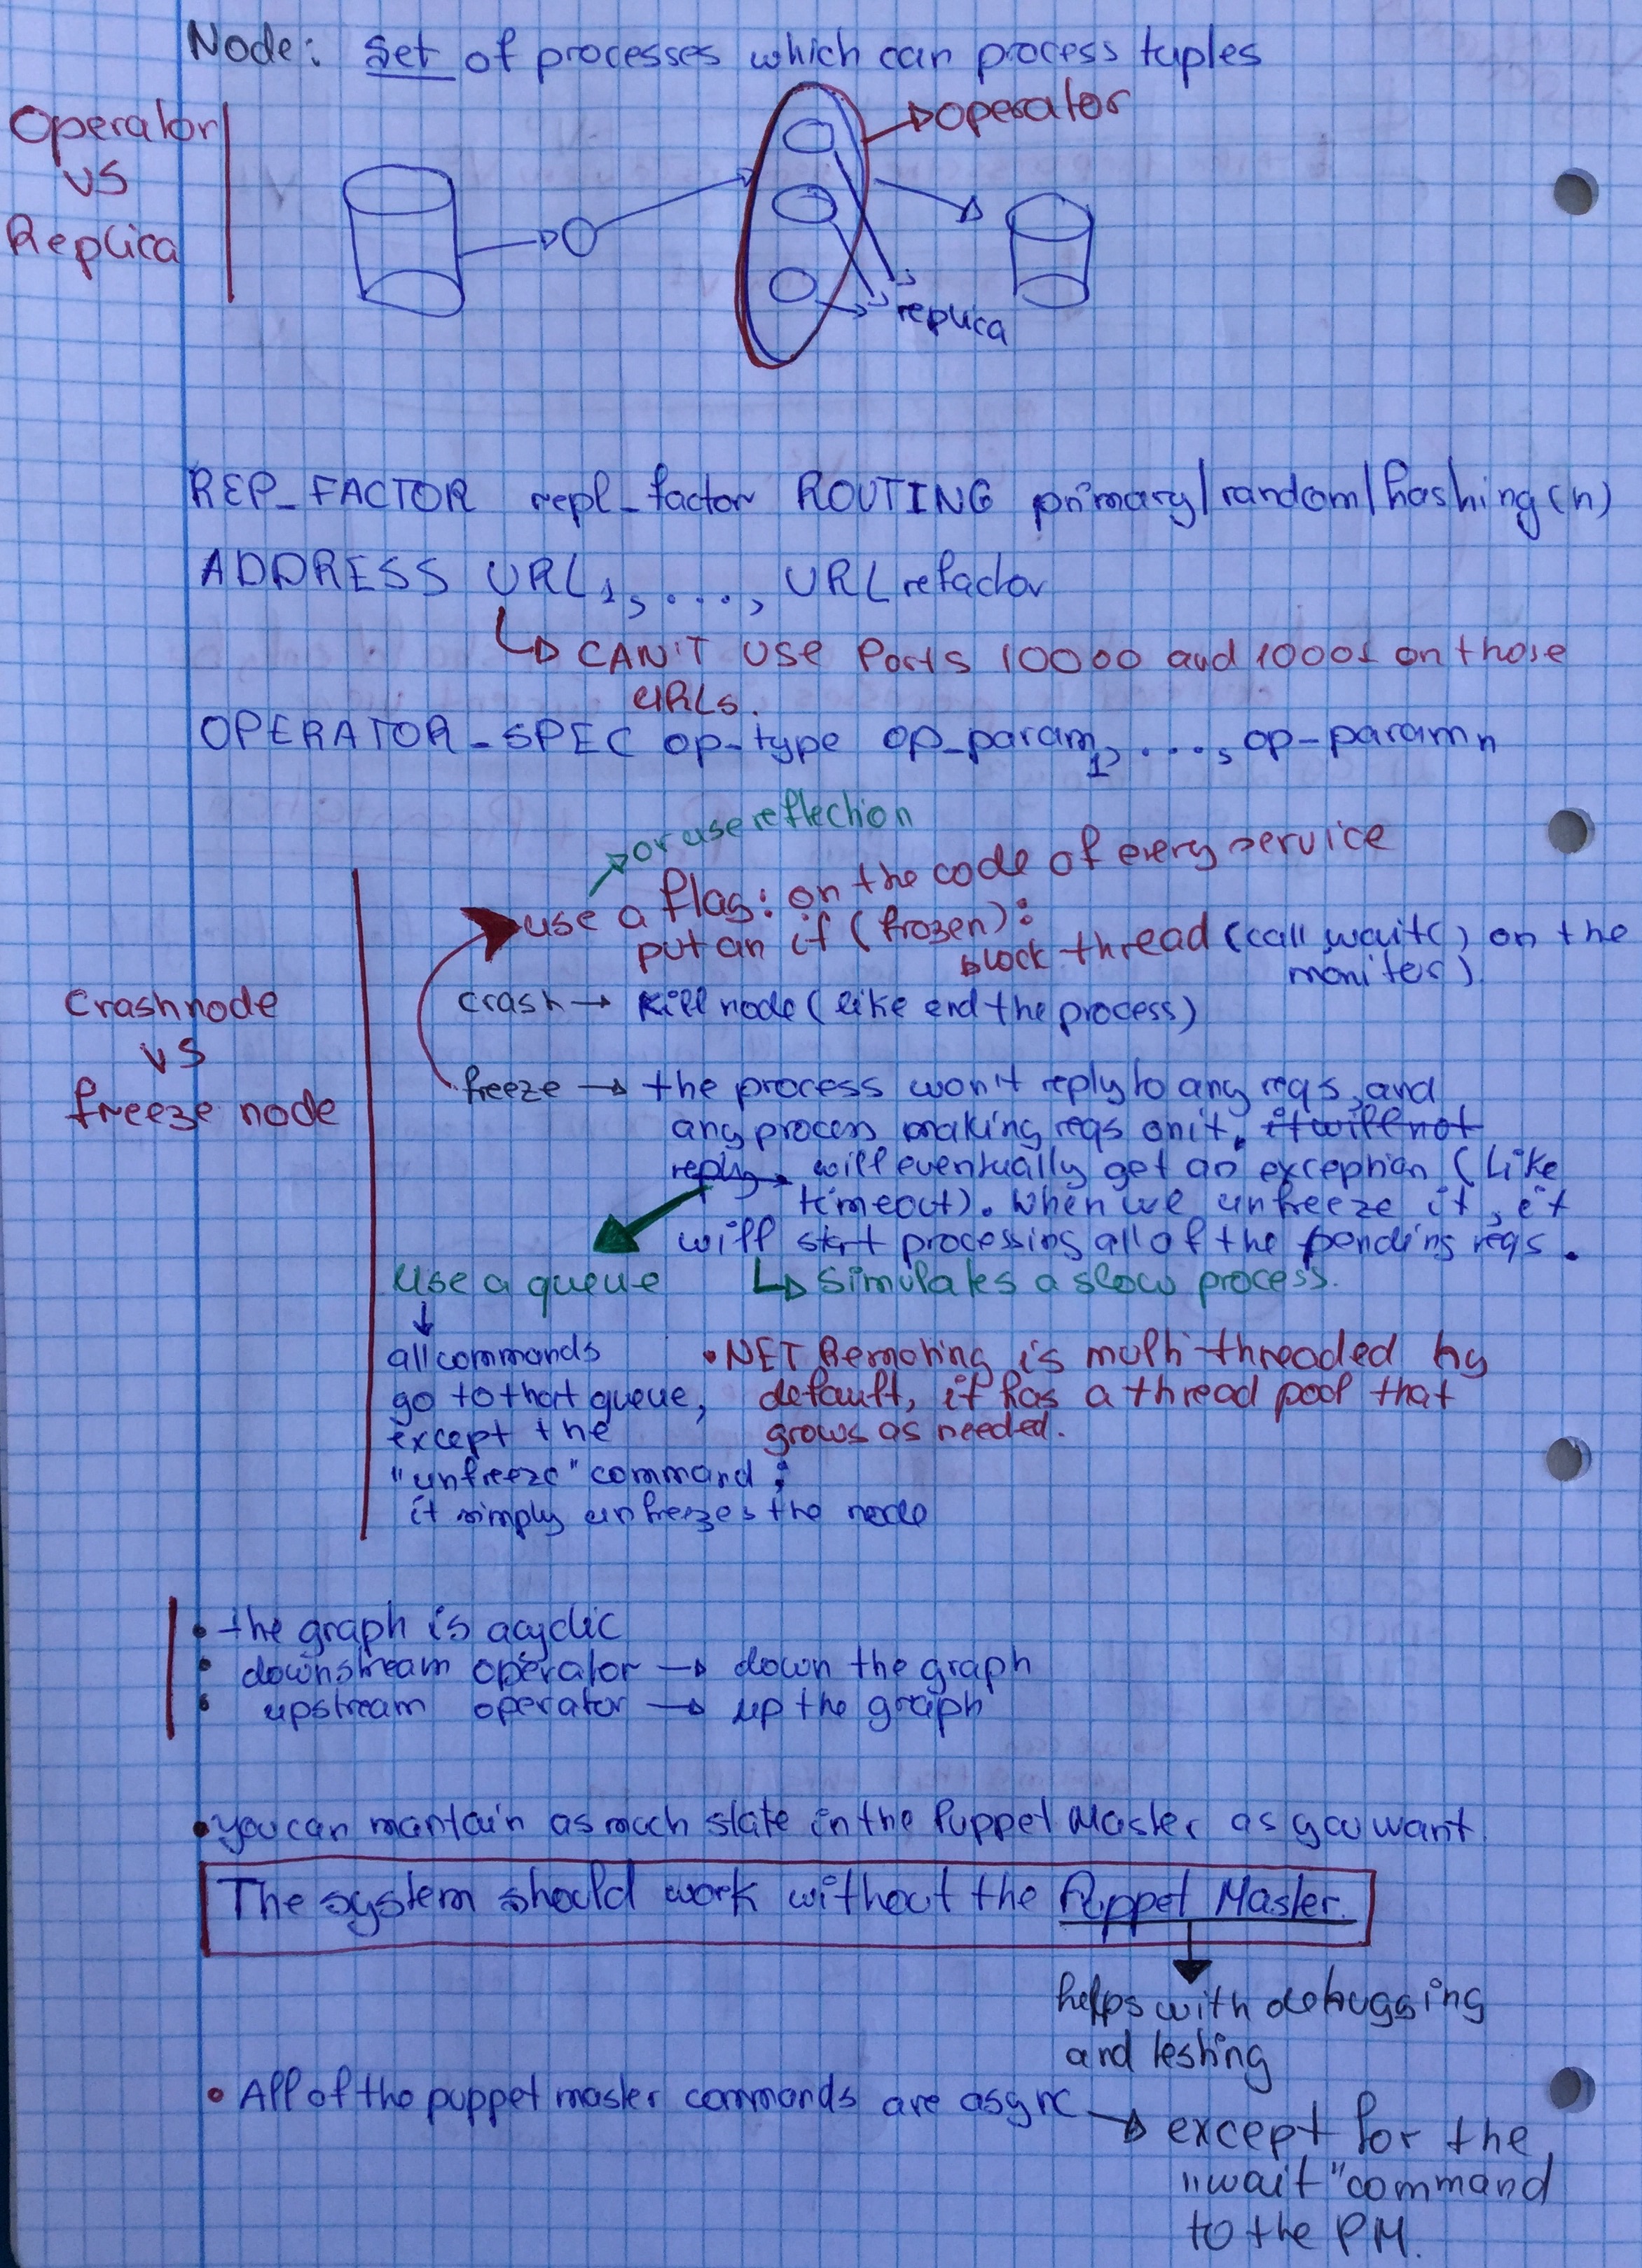 Node: set of processes which can process tuples
Operator
vs
Replica
operator
replica
REP_FACTOR repl_factor ROUTING primary/random/hashing(n)
ADDRESS URL1, ..., URL refactor
CAN'T USE Ports 10000 and 10001 on those
URLs.
OPERATOR_SPEC op-type op_param1, ..., op-param n
or use reflection
use a flag: on the code of every service
put an if (frozen):
block thread (call wait() on the
monitor)
Crash node
vs
freeze node
crash → kill node (like end the process)
freeze → the process won't reply to any reqs, and
any process making reqs on it, it will not
reply → will eventually get an exception (like
timeout). When we unfreeze it, it
will start processing all of the pending reqs.
Use a queue
Simulates a slow process.
all commands
go to that queue,
except the
"unfreeze" command;
it simply unfreezes the node
.NET Remoting is multi-threaded by
default, it has a thread pool that
grows as needed.
• the graph is acyclic
• downstream operator → down the graph
• upstream operator → up the graph
• you can mantain as much state in the Puppet Master as you want
The system should work without the Puppet Master.
helps with debugging
and testing
• All of the puppet master commands are async → except for the
"wait" command
to the PM.